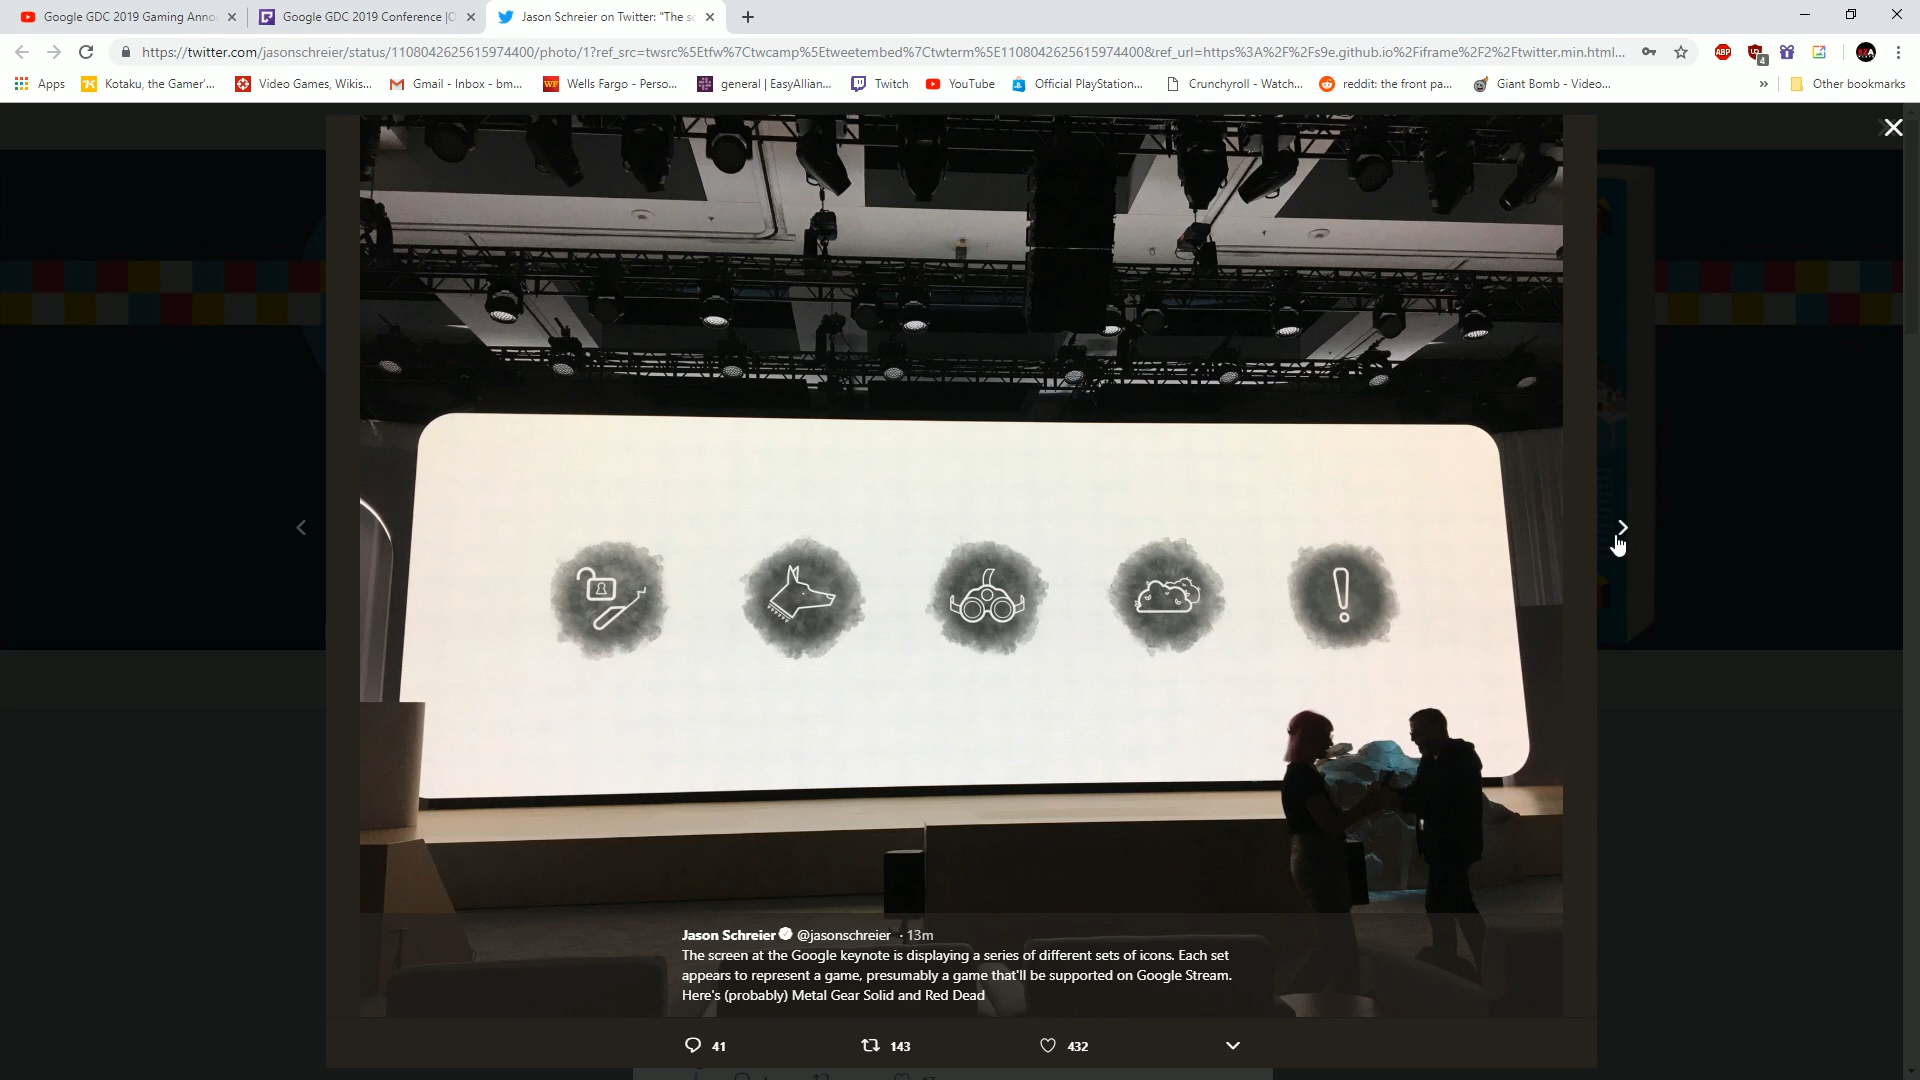 Google GDC 2019 Gaming Anno
Google GDC 2019 Conference |O
Jason Schreier on Twitter: "The sc
https://twitter.com/jasonschreier/status/1108042625615974400/photo/1?ref_src=twsrc%5Etfw%7Ctwcamp%5Etweetembed%7Ctwterm%5E1108042625615974400&ref_url=https%3A%2F%2Fs9e.github.io%2Fiframe%2F2%2Ftwitter.min.html...
ABP
4
Apps
Kotaku, the Gamer'...
Video Games, Wikis...
Gmail - Inbox - bm...
WF
Wells Fargo - Perso...
general | EasyAllian...
Twitch
YouTube
Official PlayStation...
Crunchyroll - Watch...
reddit: the front pa...
Giant Bomb - Video...
»
Other bookmarks
!
Jason Schreier @jasonschreier · 13m
The screen at the Google keynote is displaying a series of different sets of icons. Each set
appears to represent a game, presumably a game that'll be supported on Google Stream.
Here's (probably) Metal Gear Solid and Red Dead
41
143
432